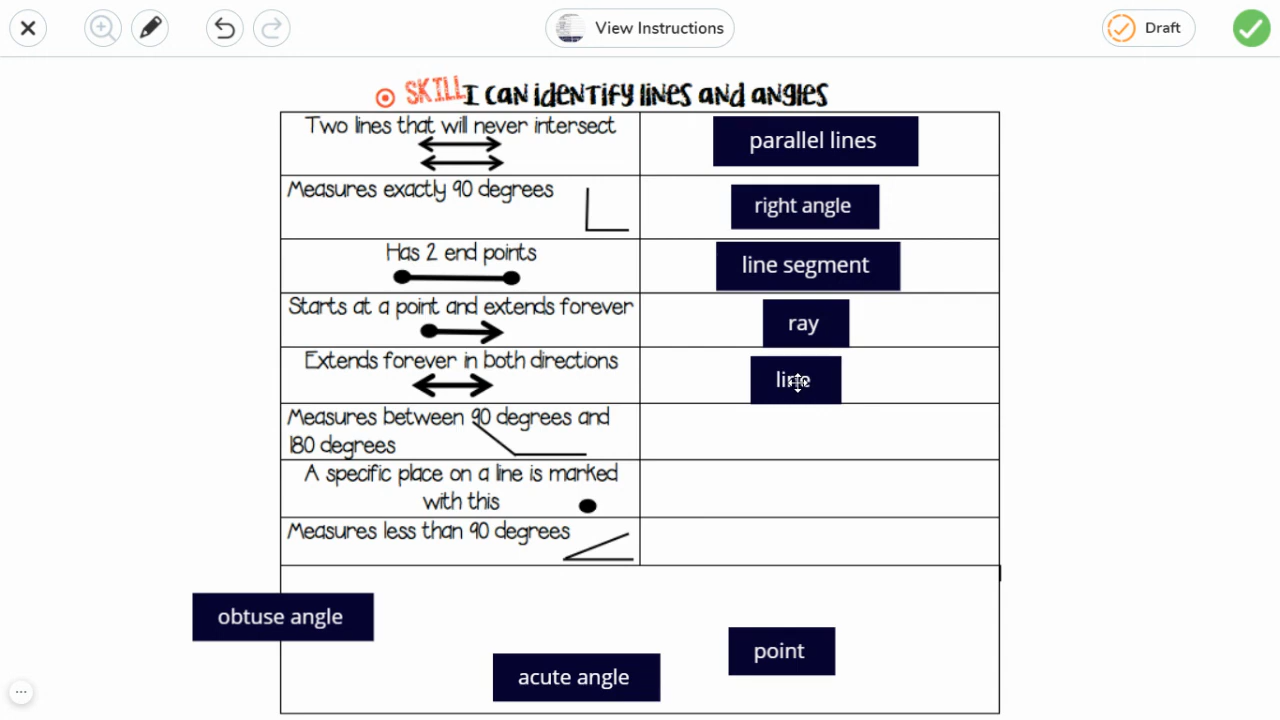 View Instructions
Draft
SKILL I can identify lines and angles
Two lines that will never intersect
parallel lines
Measures exactly 90 degrees
right angle
Has 2 end points
line segment
Starts at a point and extends forever
ray
Extends forever in both directions
line
Measures between 90 degrees and
180 degrees
A specific place on a line is marked
with this
Measures less than 90 degrees
obtuse angle
point
acute angle